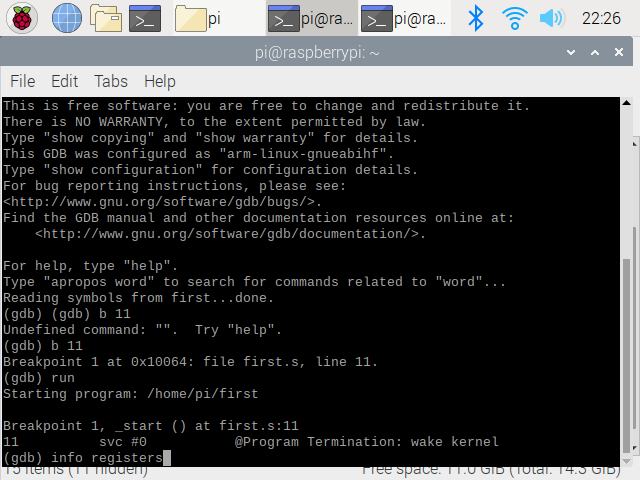 pi
pi@ra...
pi@ra...
22:26
pi@raspberrypi: ~
File Edit Tabs Help
This is free software: you are free to change and redistribute it.
There is NO WARRANTY, to the extent permitted by law.
Type "show copying" and "show warranty" for details.
This GDB was configured as "arm-linux-gnueabihf".
Type "show configuration" for configuration details.
For bug reporting instructions, please see:
<http://www.gnu.org/software/gdb/bugs/>.
Find the GDB manual and other documentation resources online at:
    <http://www.gnu.org/software/gdb/documentation/>.

For help, type "help".
Type "apropos word" to search for commands related to "word"...
Reading symbols from first...done.
(gdb) (gdb) b 11
Undefined command: "".  Try "help".
(gdb) b 11
Breakpoint 1 at 0x10064: file first.s, line 11.
(gdb) run
Starting program: /home/pi/first

Breakpoint 1, _start () at first.s:11
11          svc #0           @Program Termination: wake kernel
(gdb) info registers
15 items (11 hidden) Free space: 11.0 GiB (Total: 14.3 GiB)